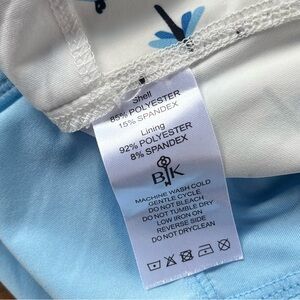 Shell
85% POLYESTER
15% SPANDEX
Lining
92% POLYESTER
8% SPANDEX
B K
MACHINE WASH COLD
GENTLE CYCLE
DO NOT BLEACH
DO NOT TUMBLE DRY
LOW IRON ON
REVERSE SIDE
DO NOT DRYCLEAN